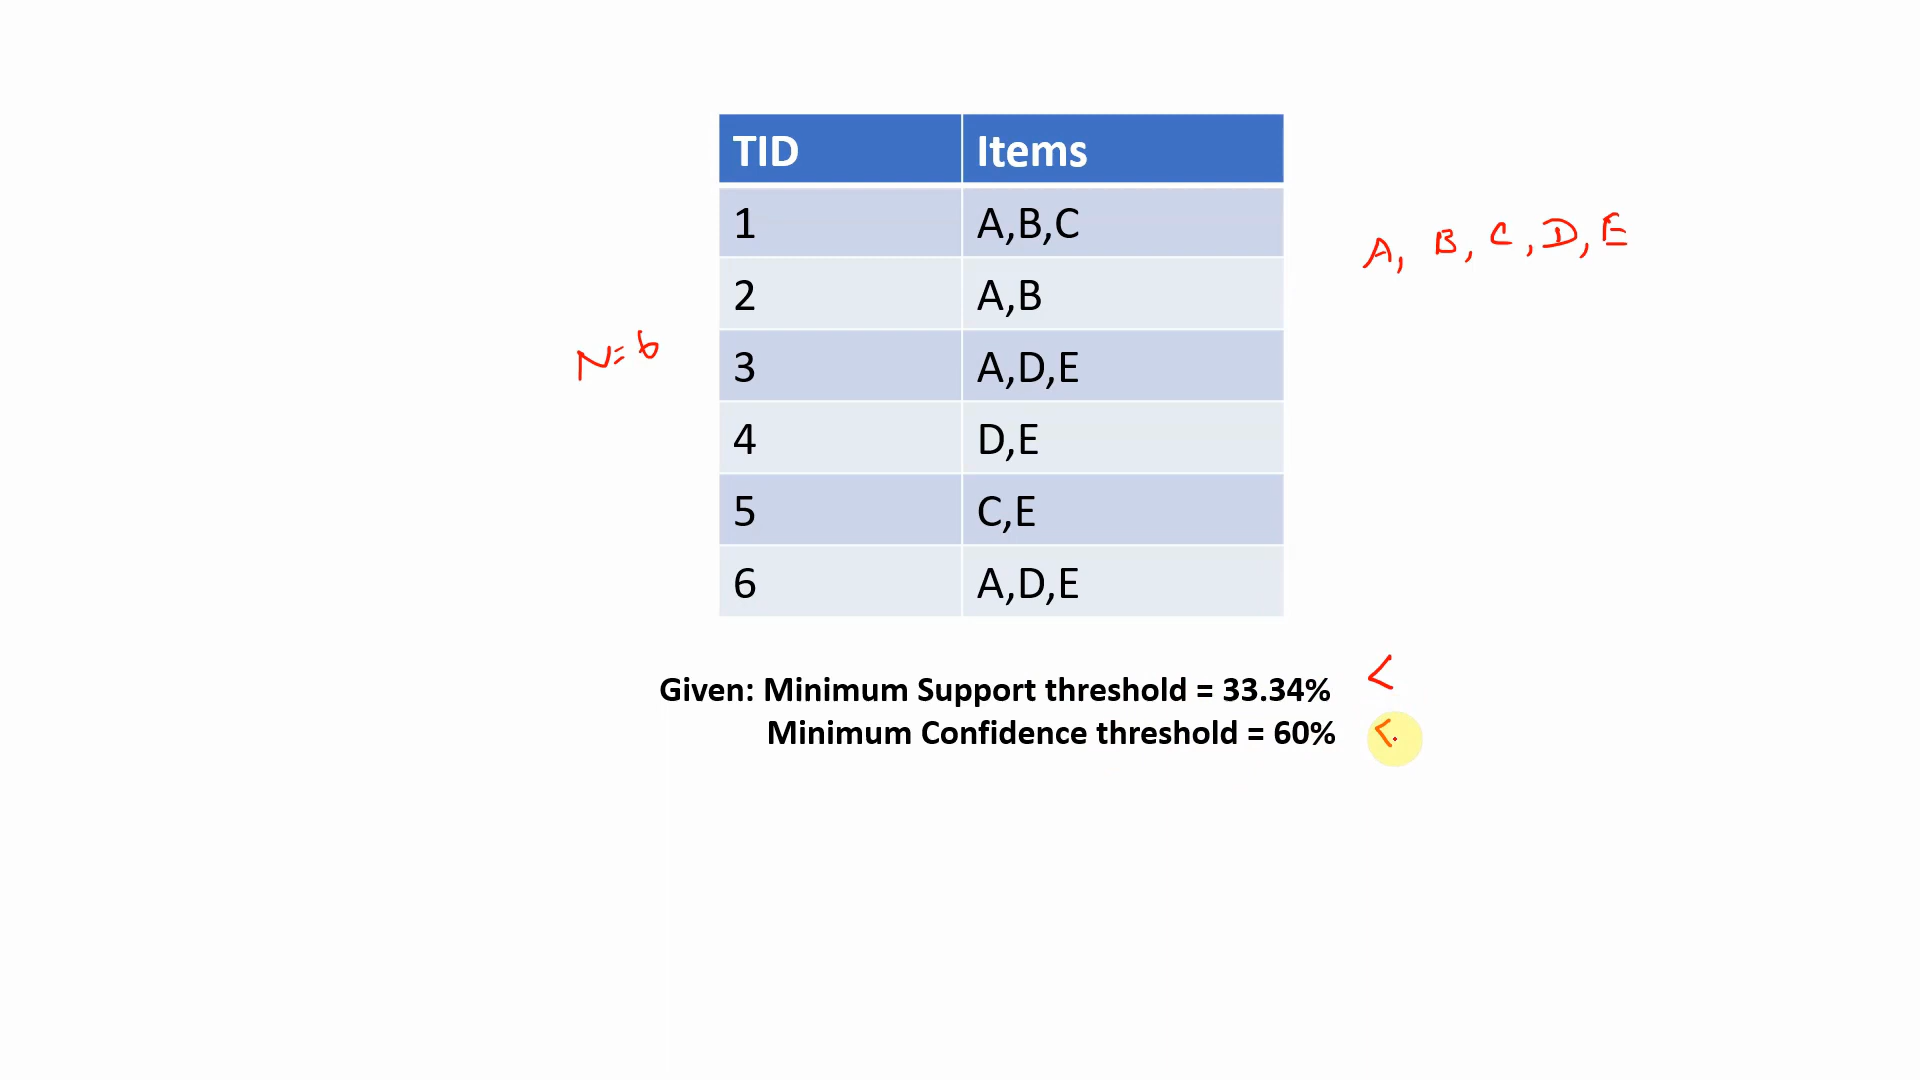 TID Items
1 A,B,C
A, B, C, D, E
2 A,B
N=6
3 A,D,E
4 D,E
5 C,E
6 A,D,E
Given: Minimum Support threshold = 33.34% <
Minimum Confidence threshold = 60% <